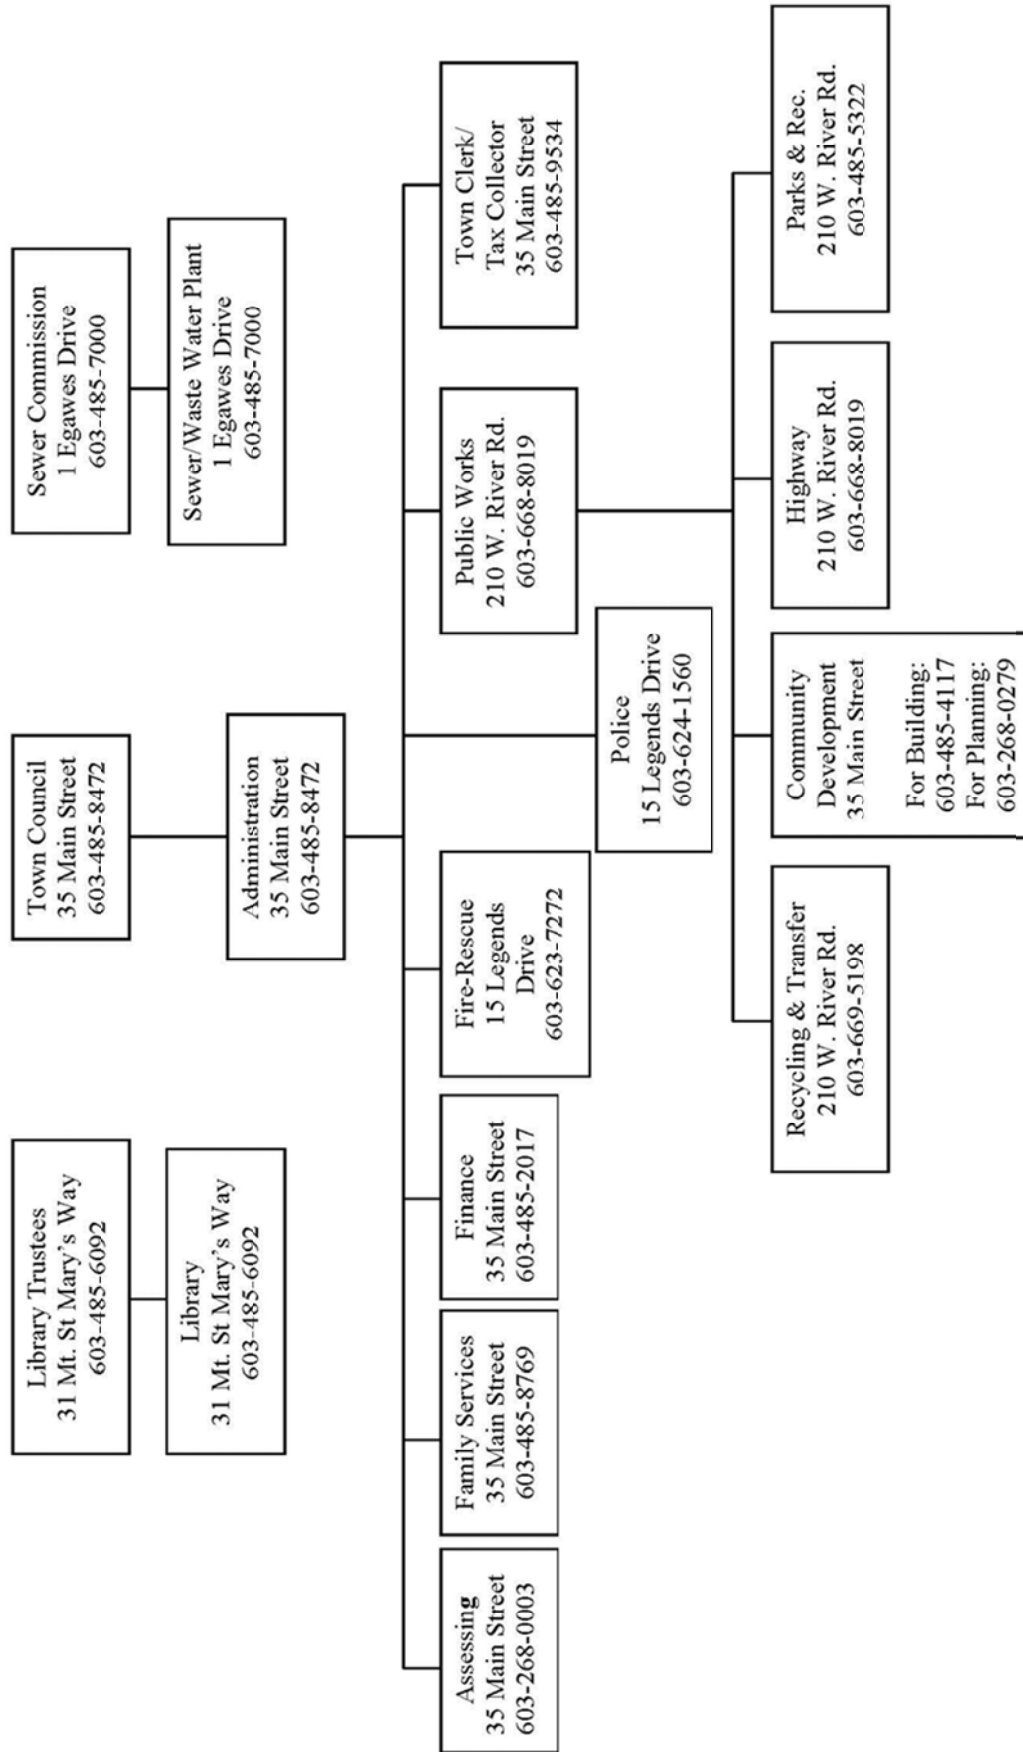 Library Trustees
31 Mt. St Mary's Way
603-485-6092
Town Council
35 Main Street
603-485-8472
Sewer Commission
1 Egawes Drive
603-485-7000
Library
31 Mt. St Mary's Way
603-485-6092
Administration
35 Main Street
603-485-8472
Sewer/Waste Water Plant
1 Egawes Drive
603-485-7000
Assessing
35 Main Street
603-268-0003
Family Services
35 Main Street
603-485-8769
Finance
35 Main Street
603-485-2017
Fire-Rescue
15 Legends
Drive
603-623-7272
Police
15 Legends Drive
603-624-1560
Public Works
210 W. River Rd.
603-668-8019
Town Clerk/
Tax Collector
35 Main Street
603-485-9534
Recycling & Transfer
210 W. River Rd.
603-669-5198
Community
Development
35 Main Street
For Building:
603-485-4117
For Planning:
603-268-0279
Highway
210 W. River Rd.
603-668-8019
Parks & Rec.
210 W. River Rd.
603-485-5322